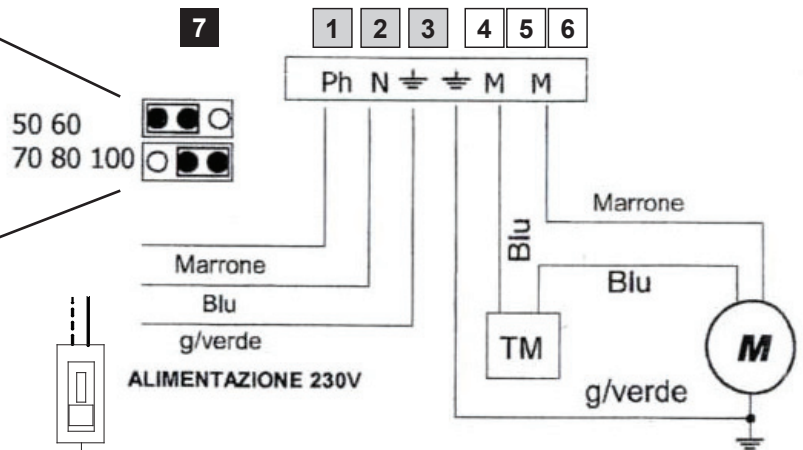 7 1 2 3 4 5 6
Ph N M M
50 60
70 80 100
Marrone
Blu
Marrone
Blu
Blu
g/verde
TM
M
ALIMENTAZIONE 230V
g/verde